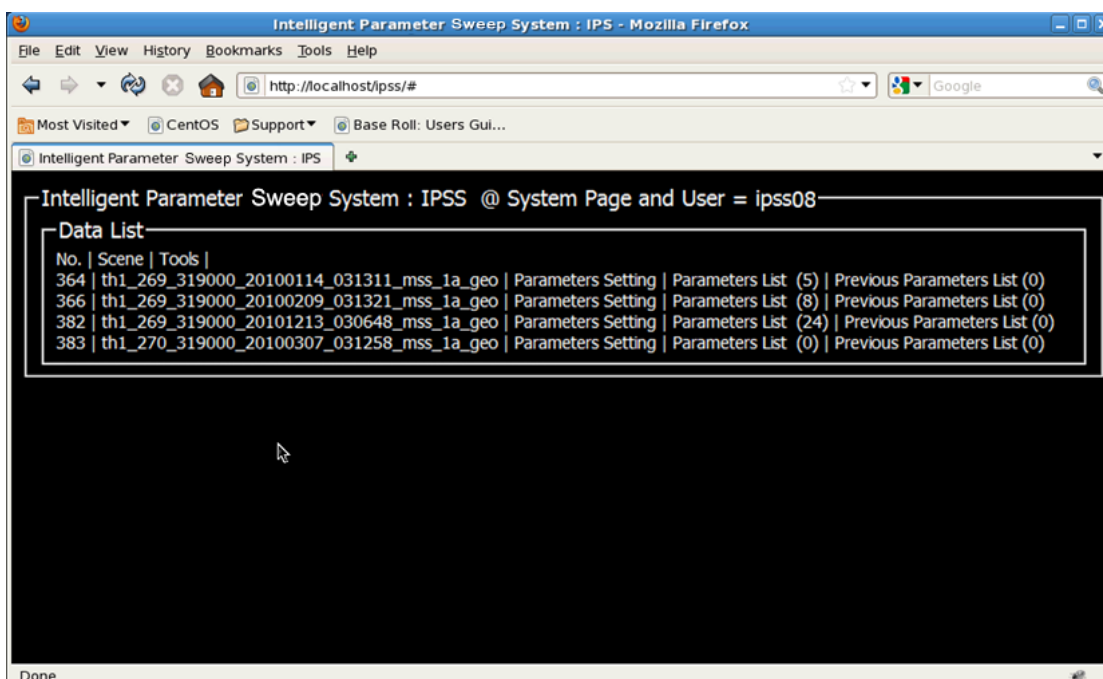 Intelligent Parameter Sweep System : IPS - Mozilla Firefox
File Edit View History Bookmarks Tools Help
http://localhost/ipss/# Google
Most Visited CentOS Support Base Roll: Users Gui...
Intelligent Parameter Sweep System : IPS
Intelligent Parameter Sweep System : IPSS @ System Page and User = ipss08
Data List
No. | Scene | Tools |
364 | th1_269_319000_20100114_031311_mss_1a_geo | Parameters Setting | Parameters List (5) | Previous Parameters List (0)
366 | th1_269_319000_20100209_031321_mss_1a_geo | Parameters Setting | Parameters List (8) | Previous Parameters List (0)
382 | th1_269_319000_20101213_030648_mss_1a_geo | Parameters Setting | Parameters List (24) | Previous Parameters List (0)
383 | th1_270_319000_20100307_031258_mss_1a_geo | Parameters Setting | Parameters List (0) | Previous Parameters List (0)
Done